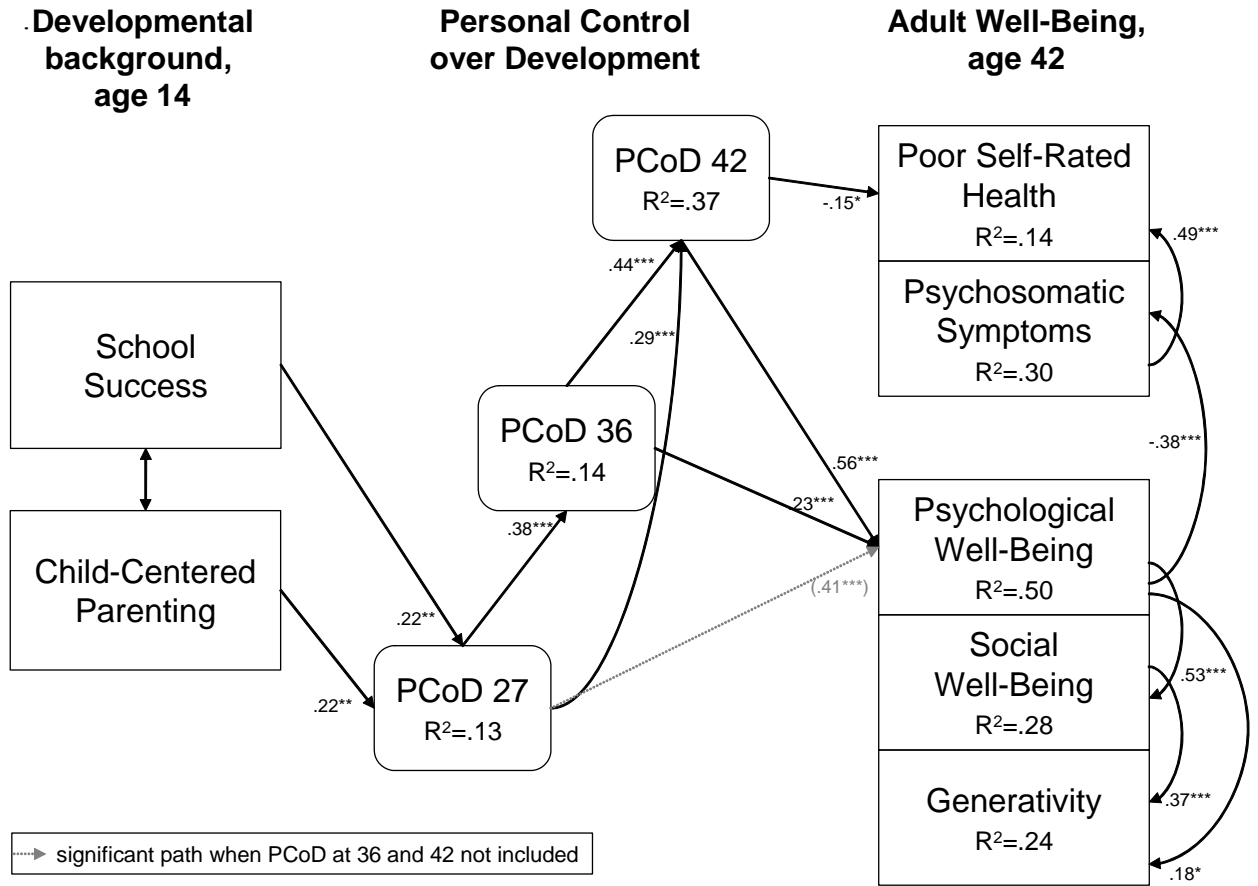 .Developmental
background,
age 14
Personal Control
over Development
Adult Well-Being,
age 42
PCoD 42
R²=.37
Poor Self-Rated
Health
R²=.14
-.15*
.49***
.44***
Psychosomatic
Symptoms
R²=.30
School
Success
.29***
PCoD 36
R²=.14
-.38***
.56***
.23***
Psychological
Well-Being
R²=.50
.38***
Child-Centered
Parenting
(.41***)
.22**
Social
Well-Being
R²=.28
.53***
PCoD 27
R²=.13
.22**
Generativity
R²=.24
.37***
.18*
significant path when PCoD at 36 and 42 not included